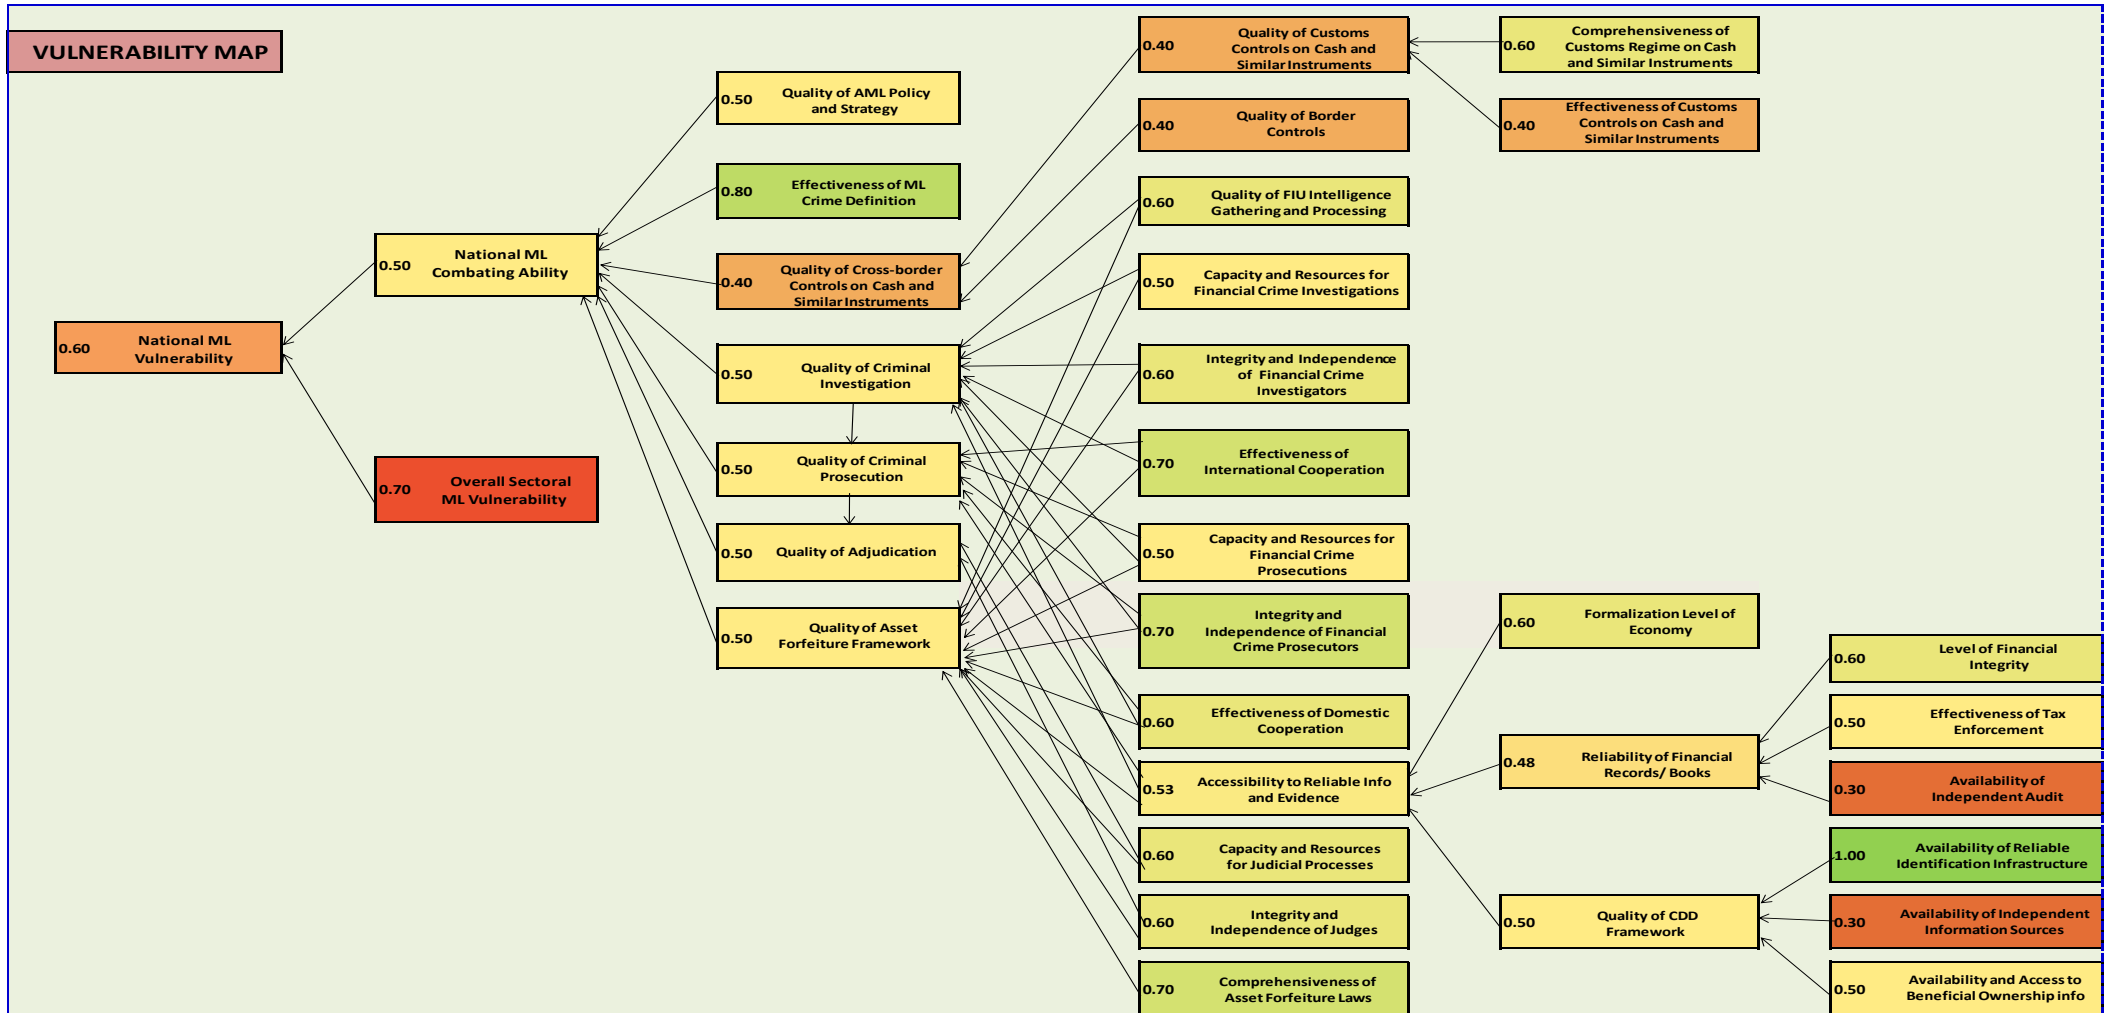 VULNERABILITY MAP
0.60
National ML
Vulnerability
0.50
National ML
Combating Ability
0.70
Overall Sectoral
ML Vulnerability
0.50
Quality of AML Policy
and Strategy
0.80
Effectiveness of ML
Crime Definition
0.40
Quality of Cross-border
Controls on Cash and
Similar Instruments
0.50
Quality of Criminal
Investigation
0.50
Quality of Criminal
Prosecution
0.50
Quality of Adjudication
0.50
Quality of Asset
Forfeiture Framework
0.40
Quality of Customs
Controls on Cash and
Similar Instruments
0.40
Quality of Border
Controls
0.60
Quality of FIU Intelligence
Gathering and Processing
0.50
Capacity and Resources for
Financial Crime Investigations
0.60
Integrity and Independence
of Financial Crime
Investigators
0.70
Effectiveness of
International Cooperation
0.50
Capacity and Resources for
Financial Crime
Prosecutions
0.70
Integrity and
Independence of Financial
Crime Prosecutors
0.60
Effectiveness of Domestic
Cooperation
0.53
Accessibility to Reliable Info
and Evidence
0.60
Capacity and Resources
for Judicial Processes
0.60
Integrity and
Independence of Judges
0.70
Comprehensiveness of
Asset Forfeiture Laws
0.60
Comprehensiveness of
Customs Regime on Cash
and Similar Instruments
0.40
Effectiveness of Customs
Controls on Cash and
Similar Instruments
0.60
Formalization Level of
Economy
0.48
Reliability of Financial
Records/ Books
0.50
Quality of CDD
Framework
0.60
Level of Financial
Integrity
0.50
Effectiveness of Tax
Enforcement
0.30
Availability of
Independent Audit
1.00
Availability of Reliable
Identification Infrastructure
0.30
Availability of Independent
Information Sources
0.50
Availability and Access to
Beneficial Ownership info